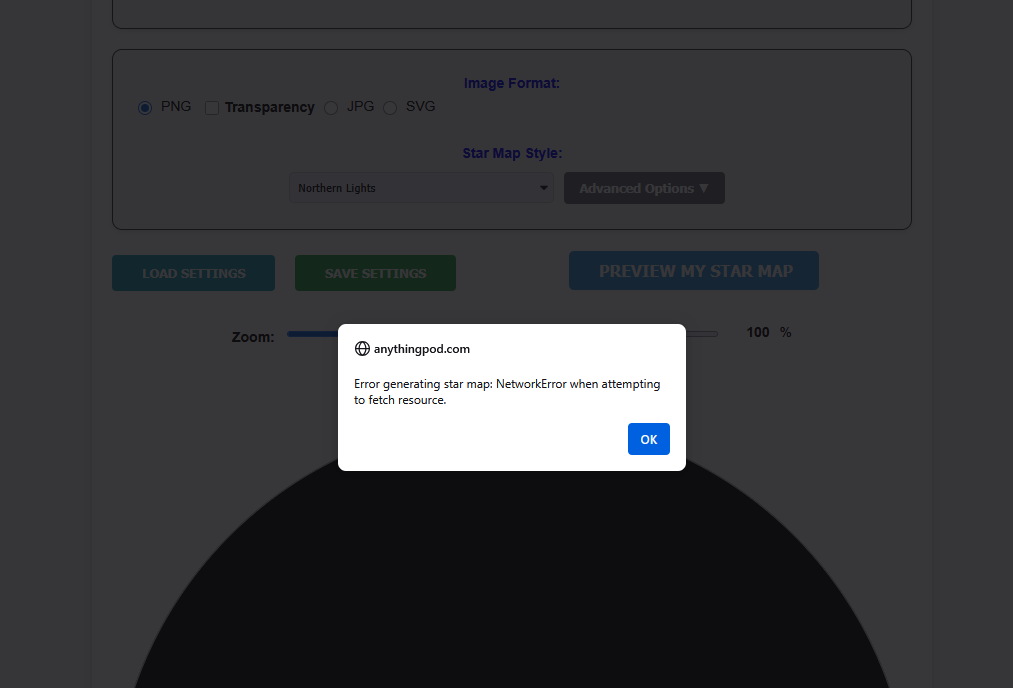 Image Format:
PNG Transparency JPG SVG
Star Map Style:
Northern Lights Advanced Options ▼
LOAD SETTINGS SAVE SETTINGS PREVIEW MY STAR MAP
Zoom: 100 %
anythingpod.com
Error generating star map: NetworkError when attempting
to fetch resource.
OK